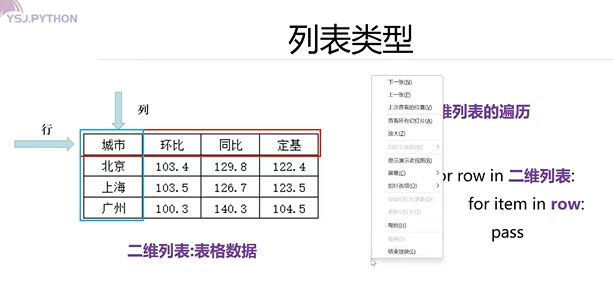 YSJ.PYTHON
列表类型
列
行
城市 环比 同比 定基
北京 103.4 129.8 122.4
上海 103.5 126.7 123.5
广州 100.3 140.3 104.5
二维列表:表格数据
下一张(N)
上一张(P)
上次查看的位置(V)
查看所有幻灯片(A)
放大(Z)
显示演示者视图(R)
屏幕(C)
指针选项(O)
帮助(H)
结束放映(E)
维列表的遍历
or row in 二维列表:
for item in row:
pass